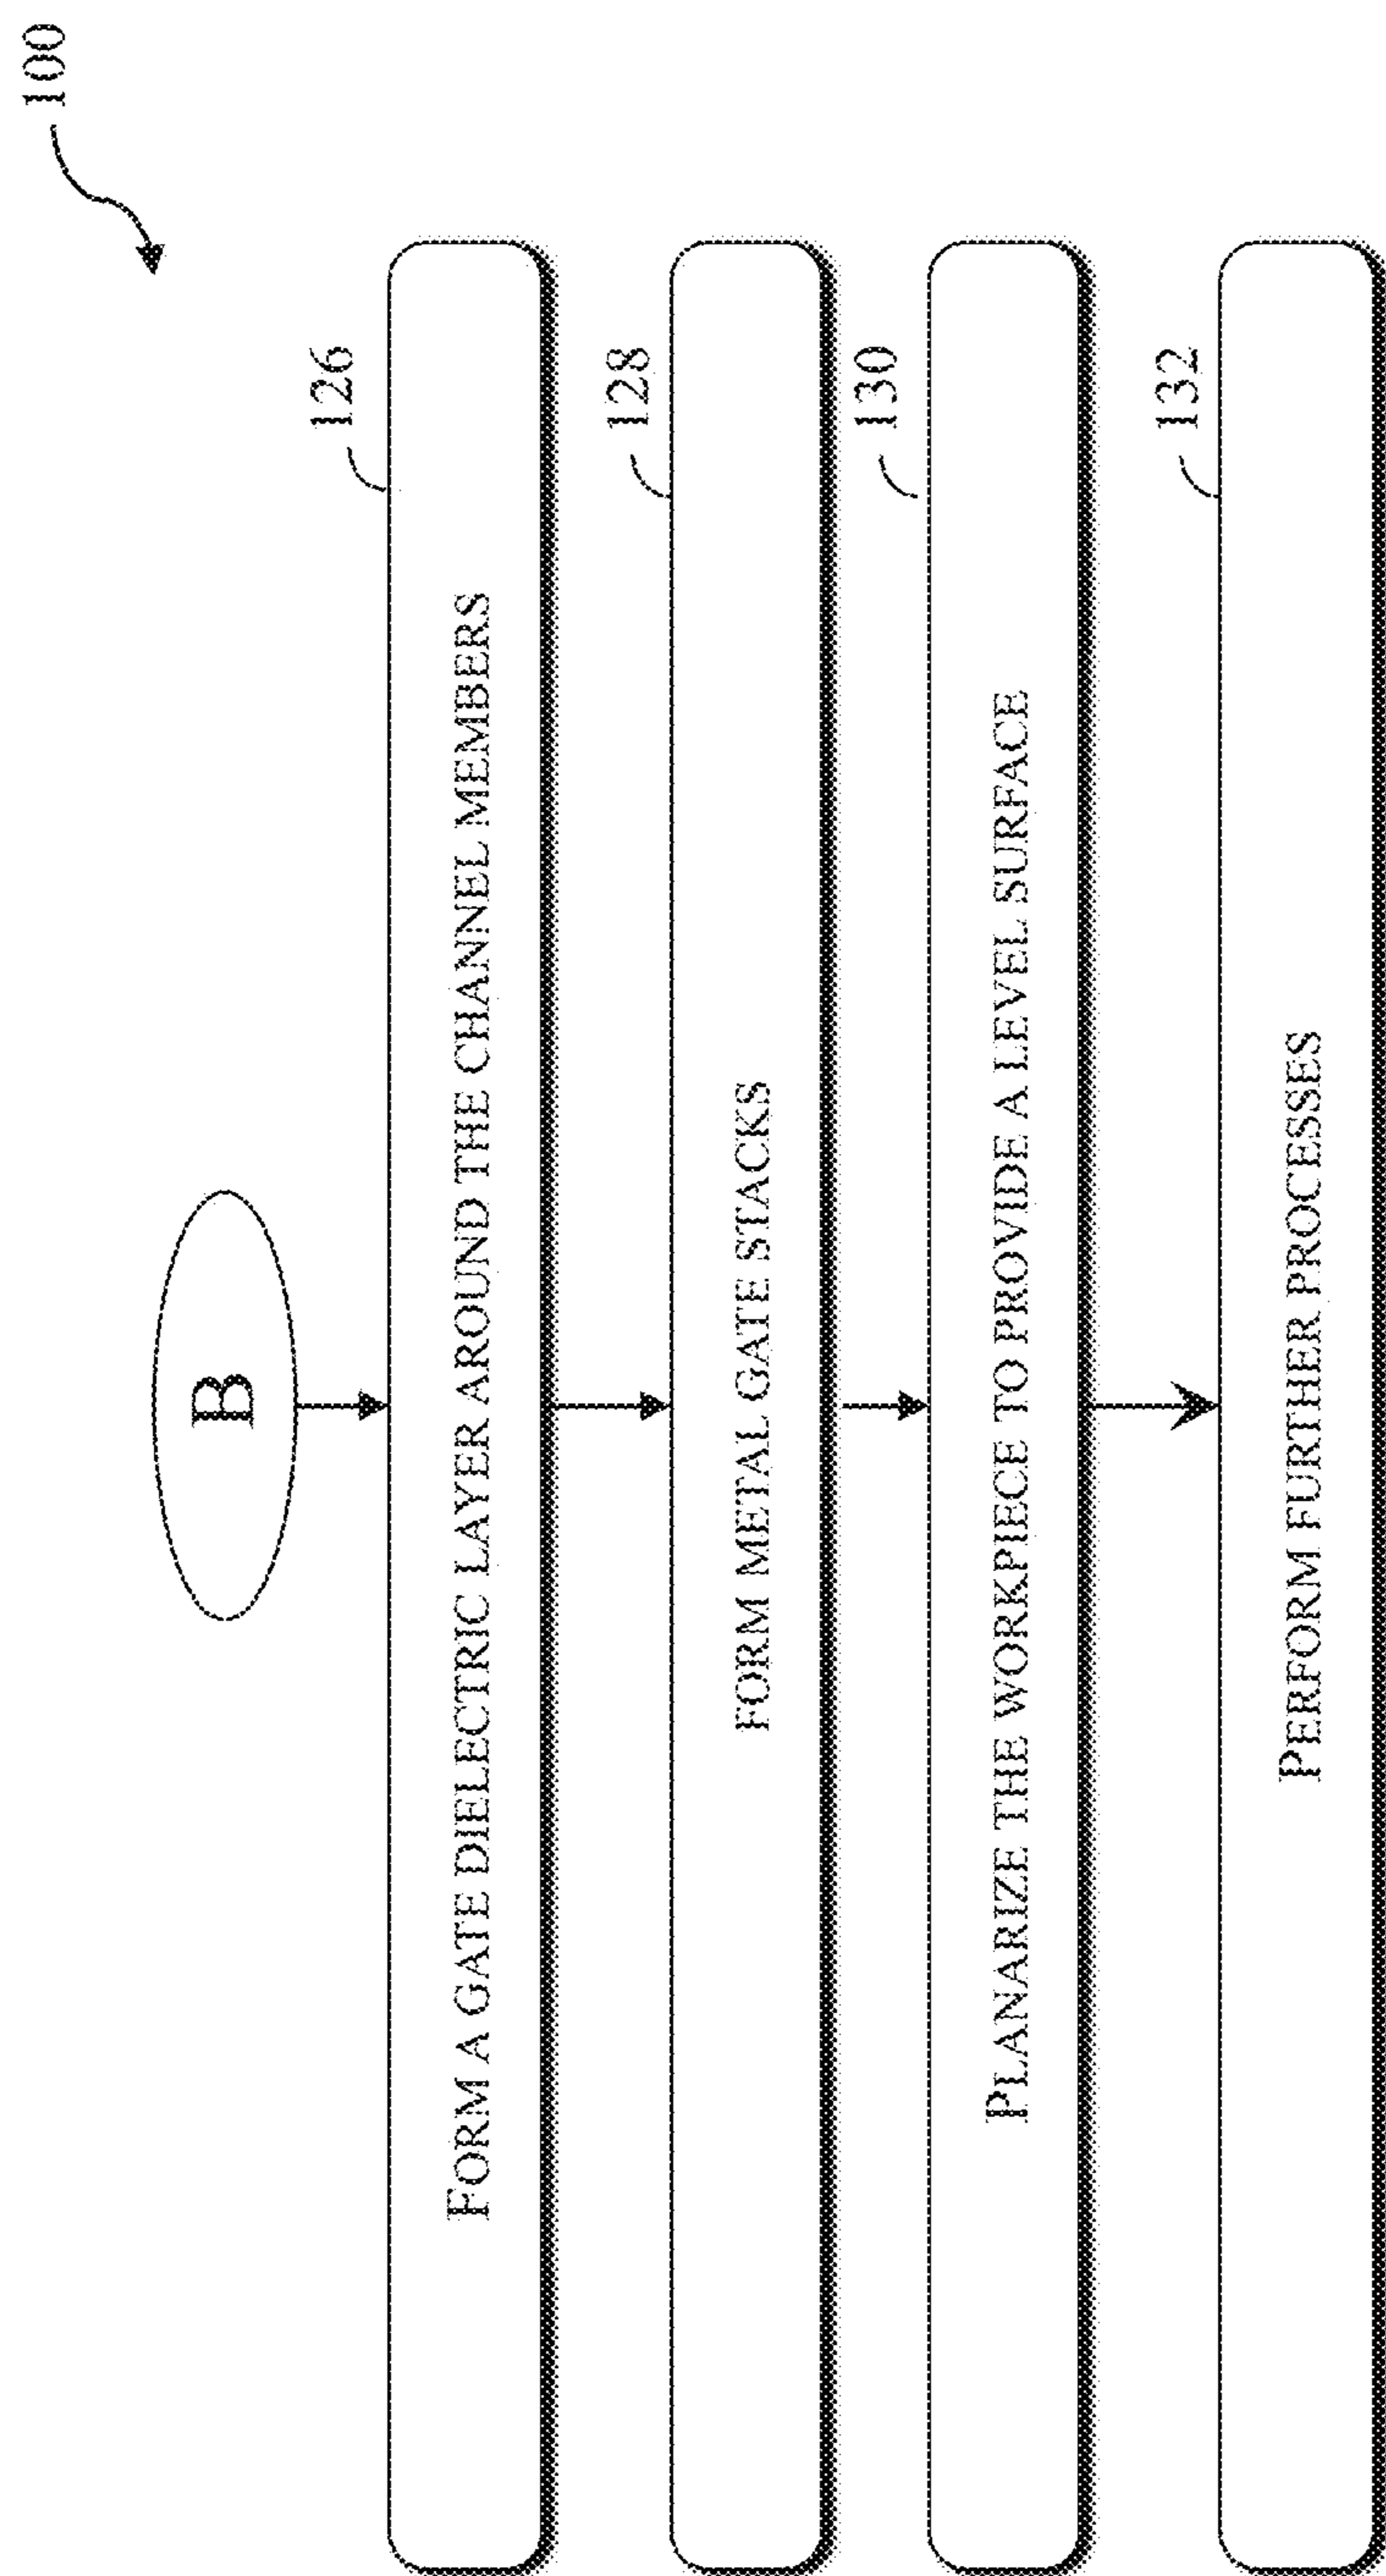 100
B
126
FORM A GATE DIELECTRIC LAYER AROUND THE CHANNEL MEMBERS
128
FORM METAL GATE STACKS
130
PLANARIZE THE WORKPIECE TO PROVIDE A LEVEL SURFACE
132
PERFORM FURTHER PROCESSES